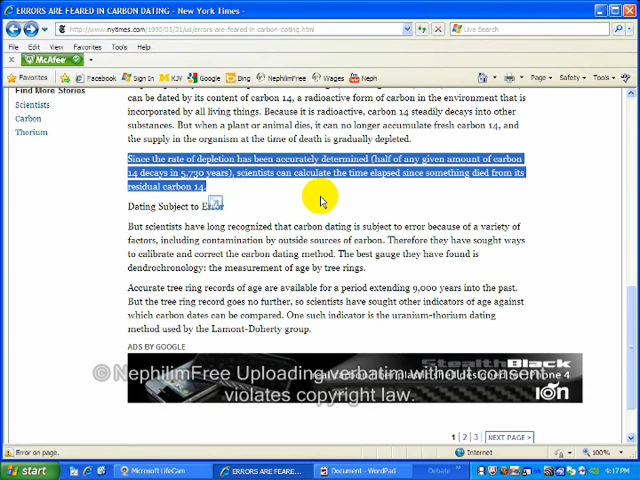 ERRORS ARE FEARED IN CARBON DATING - New York Times -
http://www.nytimes.com/1990/05/31/us/errors-are-feared-in-carbon-dating.html
Live Search
File Edit View Favorites Tools Help
McAfee
Favorites Facebook Sign In KJV Google Bing NephilimFree Wages Neph Page Safety Tools
Find More Stories
Scientists
Carbon
Thorium
can be dated by its content of carbon 14, a radioactive form of carbon in the environment that is
incorporated by all living things. Because it is radioactive, carbon 14 steadily decays into other
substances. But when a plant or animal dies, it can no longer accumulate fresh carbon 14, and
the supply in the organism at the time of death is gradually depleted.
Since the rate of depletion has been accurately determined (half of any given amount of carbon
14 decays in 5,730 years), scientists can calculate the time elapsed since something died from its
residual carbon 14.
Dating Subject to Error
But scientists have long recognized that carbon dating is subject to error because of a variety of
factors, including contamination by outside sources of carbon. Therefore they have sought ways
to calibrate and correct the carbon dating method. The best gauge they have found is
dendrochronology: the measurement of age by tree rings.
Accurate tree ring records of age are available for a period extending 9,000 years into the past.
But the tree ring record goes no further, so scientists have sought other indicators of age against
which carbon dates can be compared. One such indicator is the uranium-thorium dating
method used by the Lamont-Doherty group.
ADS BY GOOGLE
StealthBlack
© NephilimFree Uploading verbatim without consent
violates copyright law.
iPhone 4
ion
1 2 3 NEXT PAGE >
Error on page. Internet 100%
start Microsoft LifeCam ERRORS ARE FEARE... Document - WordPad Debate 4:17 PM